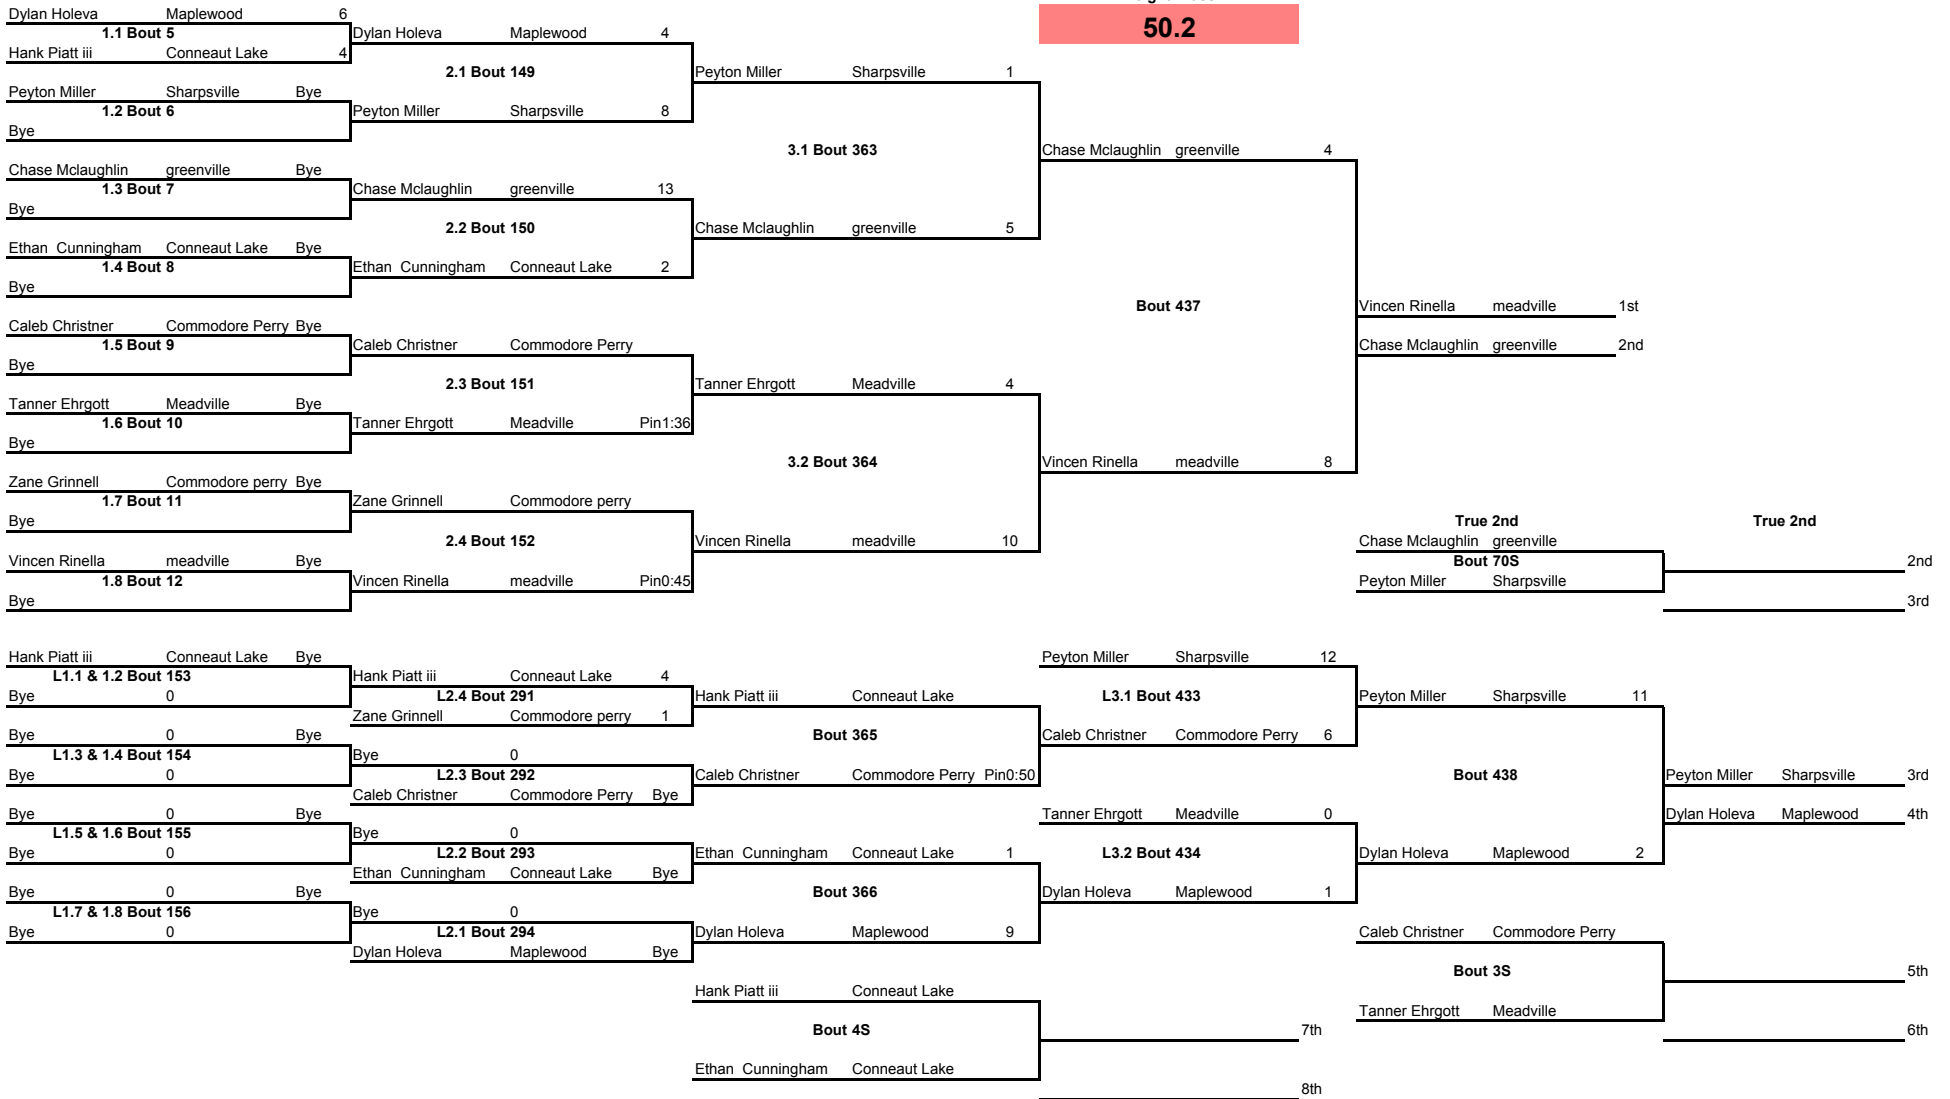 50.2
Dylan Holeva Maplewood 6
1.1 Bout 5
Hank Piatt iii Conneaut Lake 4
Peyton Miller Sharpsville Bye
1.2 Bout 6
Bye
Chase Mclaughlin greenville Bye
1.3 Bout 7
Bye
Ethan Cunningham Conneaut Lake Bye
1.4 Bout 8
Bye
Caleb Christner Commodore Perry Bye
1.5 Bout 9
Bye
Tanner Ehrgott Meadville Bye
1.6 Bout 10
Bye
Zane Grinnell Commodore perry Bye
1.7 Bout 11
Bye
Vincen Rinella meadville Bye
1.8 Bout 12
Bye
Dylan Holeva Maplewood 4
2.1 Bout 149
Peyton Miller Sharpsville 8
Chase Mclaughlin greenville 13
2.2 Bout 150
Ethan Cunningham Conneaut Lake 2
Caleb Christner Commodore Perry
2.3 Bout 151
Tanner Ehrgott Meadville Pin1:36
Zane Grinnell Commodore perry
2.4 Bout 152
Vincen Rinella meadville Pin0:45
Peyton Miller Sharpsville 1
3.1 Bout 363
Chase Mclaughlin greenville 5
Tanner Ehrgott Meadville 4
3.2 Bout 364
Vincen Rinella meadville 10
Chase Mclaughlin greenville 4
Bout 437
Vincen Rinella meadville 8
Vincen Rinella meadville 1st
Chase Mclaughlin greenville 2nd
True 2nd True 2nd
Chase Mclaughlin greenville
Bout 70S
Peyton Miller Sharpsville
2nd
3rd
Hank Piatt iii Conneaut Lake Bye
L1.1 & 1.2 Bout 153
Bye 0
Bye 0 Bye
L1.3 & 1.4 Bout 154
Bye 0
Bye 0 Bye
L1.5 & 1.6 Bout 155
Bye 0
Bye 0 Bye
L1.7 & 1.8 Bout 156
Bye 0
Hank Piatt iii Conneaut Lake 4
L2.4 Bout 291
Zane Grinnell Commodore perry 1
Bye 0
L2.3 Bout 292
Caleb Christner Commodore Perry Bye
Bye 0
L2.2 Bout 293
Ethan Cunningham Conneaut Lake Bye
Bye 0
L2.1 Bout 294
Dylan Holeva Maplewood Bye
Hank Piatt iii Conneaut Lake
Bout 365
Caleb Christner Commodore Perry Pin0:50
Ethan Cunningham Conneaut Lake 1
Bout 366
Dylan Holeva Maplewood 9
Hank Piatt iii Conneaut Lake
Bout 4S
Ethan Cunningham Conneaut Lake
7th
8th
Peyton Miller Sharpsville 12
L3.1 Bout 433
Caleb Christner Commodore Perry 6
Tanner Ehrgott Meadville 0
L3.2 Bout 434
Dylan Holeva Maplewood 1
Peyton Miller Sharpsville 11
Bout 438
Dylan Holeva Maplewood 2
Peyton Miller Sharpsville 3rd
Dylan Holeva Maplewood 4th
Caleb Christner Commodore Perry
Bout 3S
Tanner Ehrgott Meadville
5th
6th